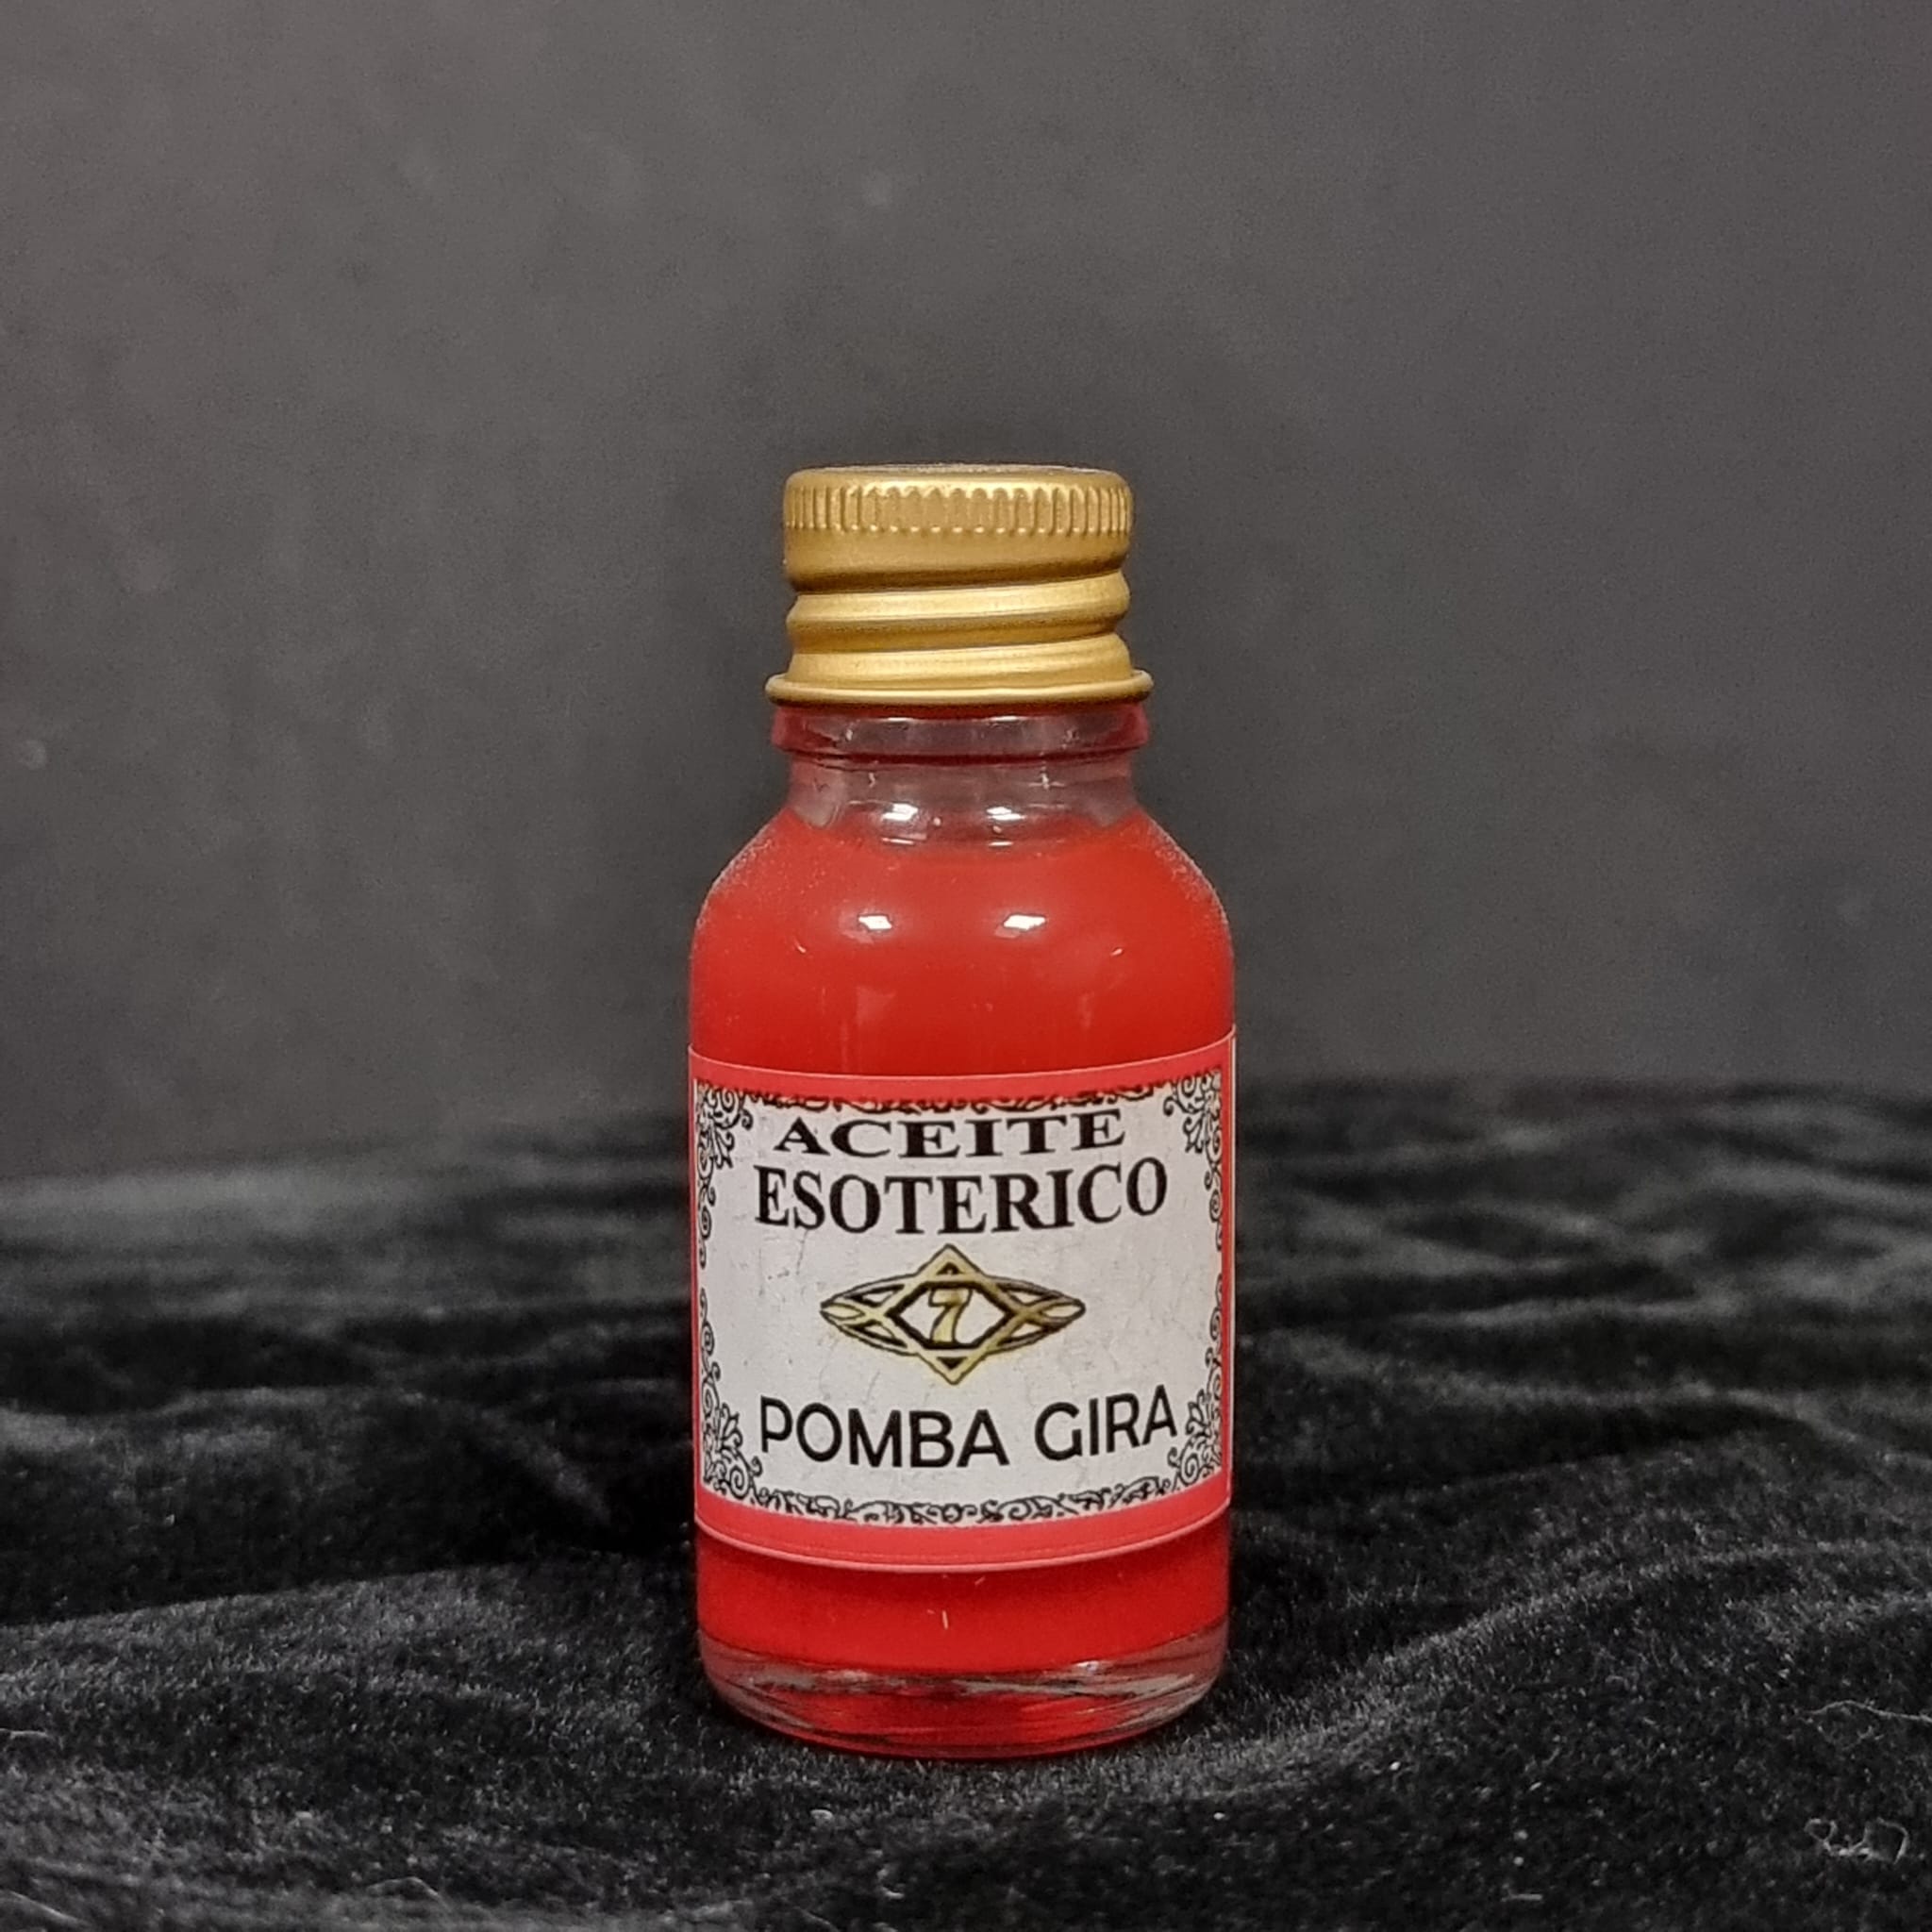 ACEITE
ESOTERICO
7
POMBA GIRA